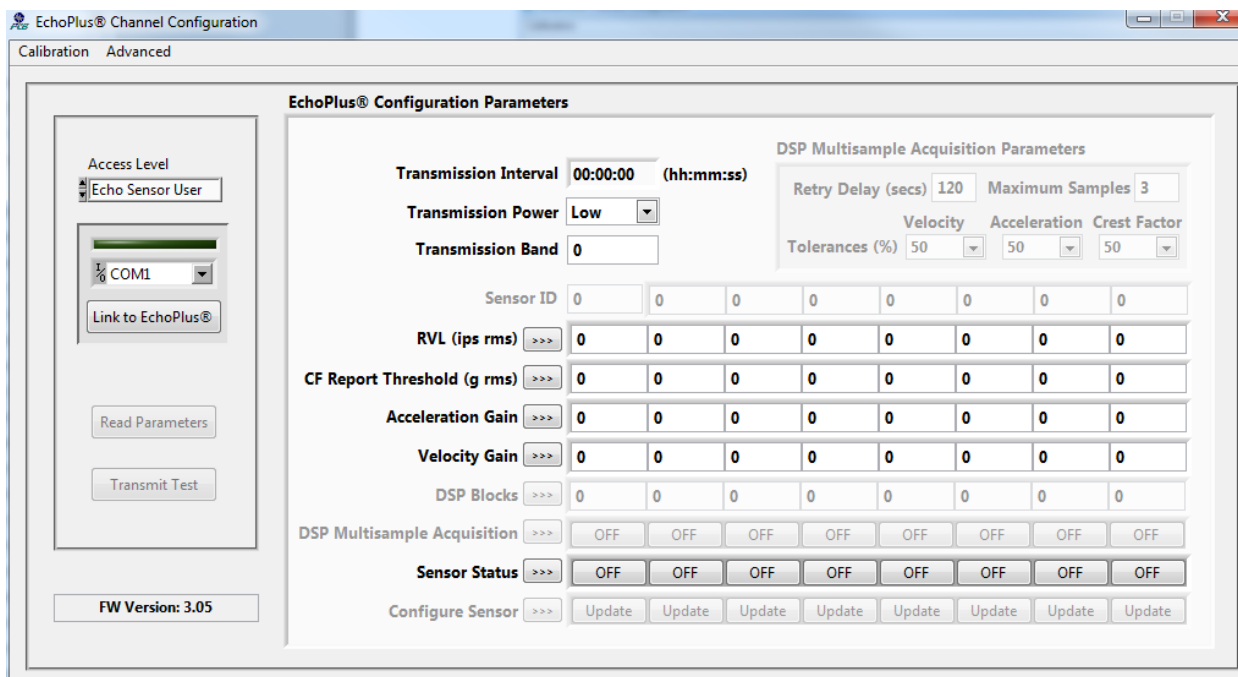 EchoPlus® Channel Configuration
Calibration Advanced
EchoPlus® Configuration Parameters
Access Level
Echo Sensor User
COM1
Link to EchoPlus®
Read Parameters
Transmit Test
FW Version: 3.05
Transmission Interval 00:00:00 (hh:mm:ss)
Transmission Power Low
Transmission Band 0
DSP Multisample Acquisition Parameters
Retry Delay (secs) 120 Maximum Samples 3
Velocity Acceleration Crest Factor
Tolerances (%) 50 50 50
Sensor ID 0 0 0 0 0 0 0 0
RVL (ips rms) >>> 0 0 0 0 0 0 0 0
CF Report Threshold (g rms) >>> 0 0 0 0 0 0 0 0
Acceleration Gain >>> 0 0 0 0 0 0 0 0
Velocity Gain >>> 0 0 0 0 0 0 0 0
DSP Blocks >>> 0 0 0 0 0 0 0 0
DSP Multisample Acquisition >>> OFF OFF OFF OFF OFF OFF OFF OFF
Sensor Status >>> OFF OFF OFF OFF OFF OFF OFF OFF
Configure Sensor >>> Update Update Update Update Update Update Update Update